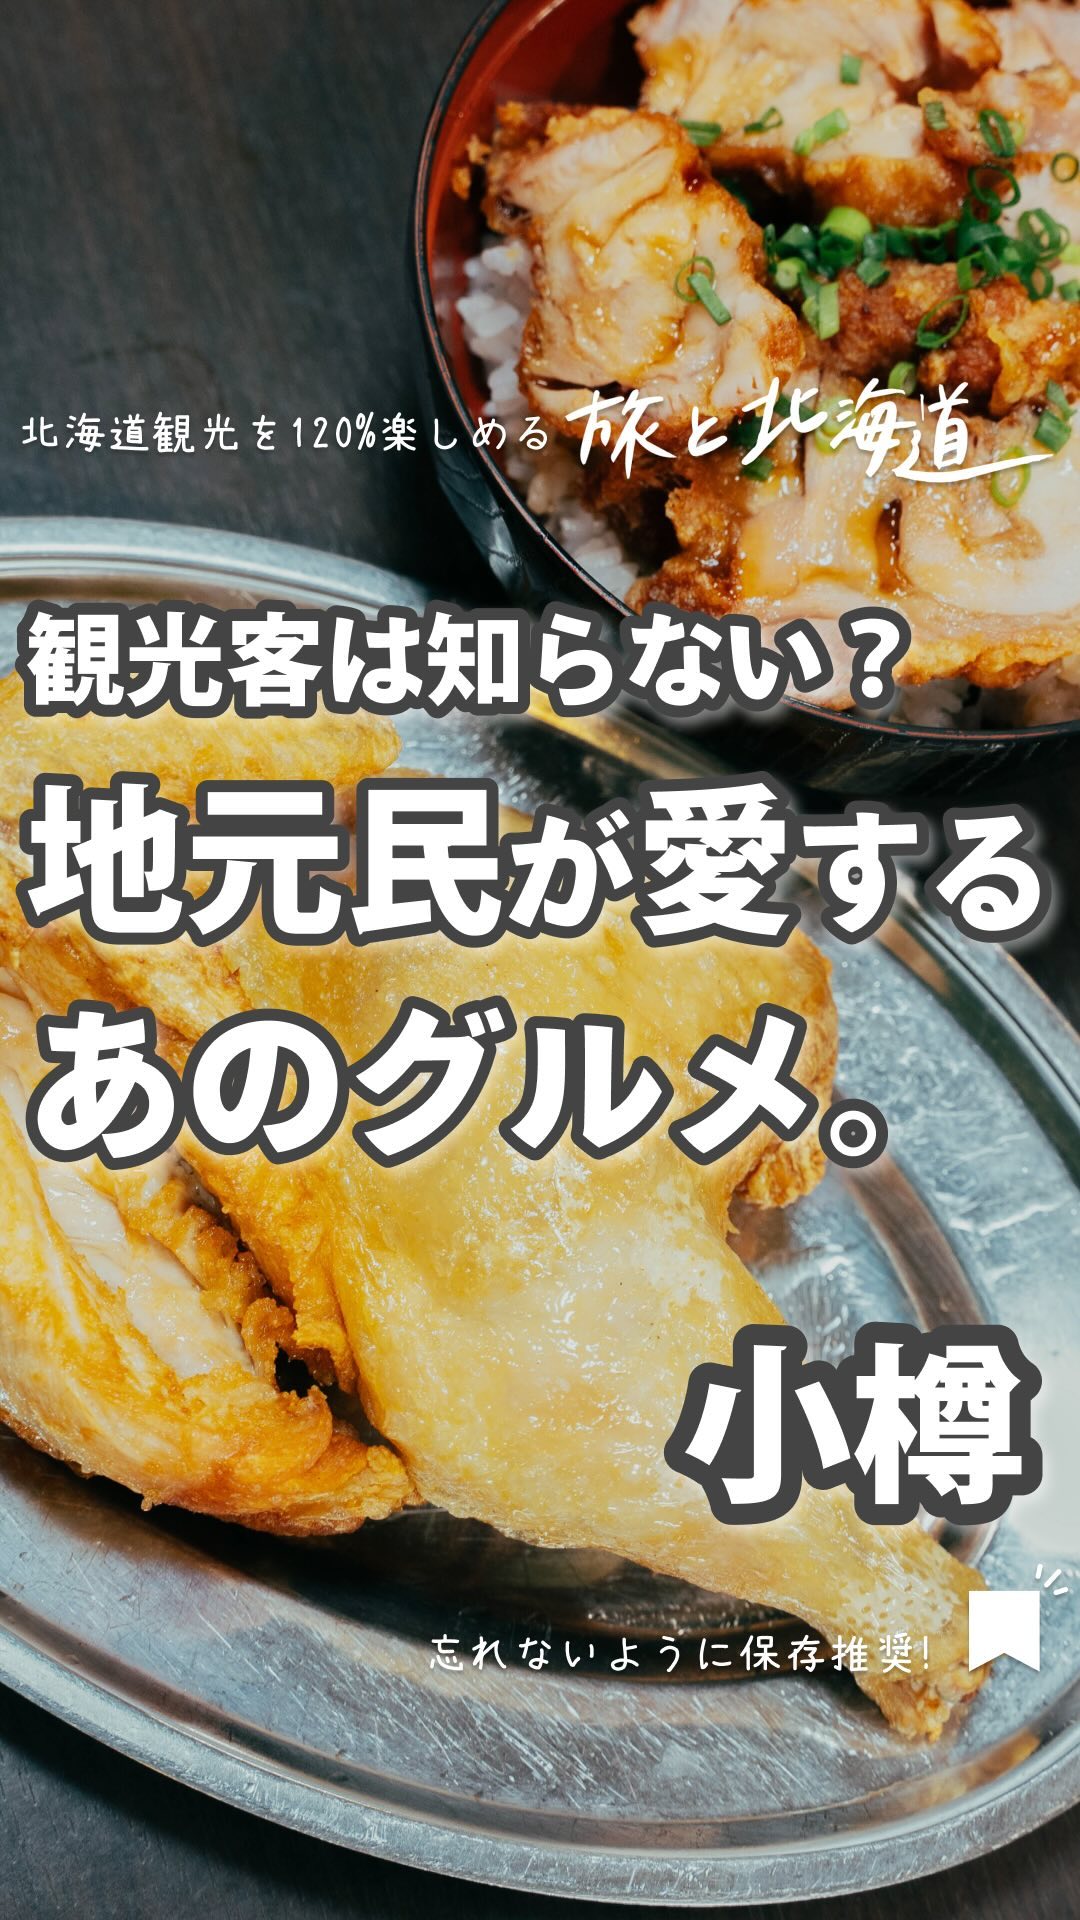 北海道観光を120%楽しめる 旅と北海道
観光客は知らない？
地元民が愛する
あのグルメ。
小樽
忘れないように保存推奨!